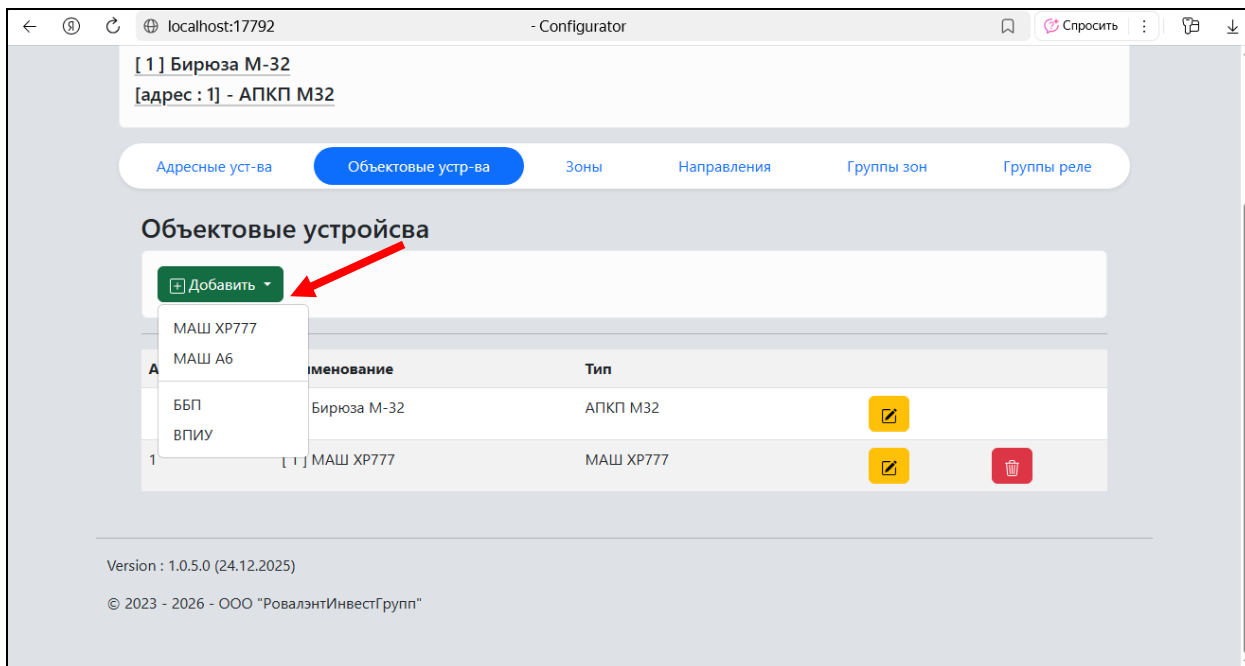 localhost:17792 - Configurator Спросить
[ 1 ] Бирюза М-32
[адрес : 1] - АПКП М32
Адресные уст-ва Объектовые устр-ва Зоны Направления Группы зон Группы реле
Объектовые устройсва
Добавить
МАШ ХР777
МАШ А6
ББП
ВПИУ
Тип
Бирюза М-32 АПКП М32
1 [ 1 ] МАШ ХР777 МАШ ХР777
Version : 1.0.5.0 (24.12.2025)
© 2023 - 2026 - ООО "РовалэнтИнвестГрупп"